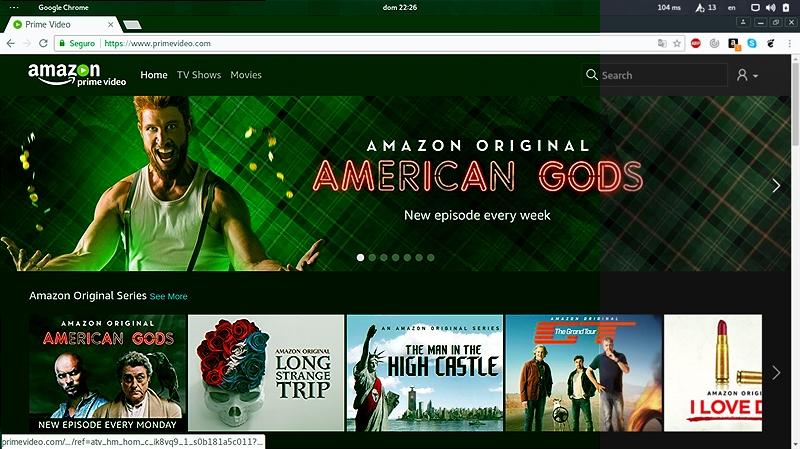 Google Chrome
dom 22:26
104 ms
13
en
Prime Video
Seguro
https://www.primevideo.com
amazon
prime video
Home
TV Shows
Movies
Search
AMAZON ORIGINAL
AMERICAN GODS
New episode every week
Amazon Original Series See More
AMAZON ORIGINAL
AMERICAN GODS
NEW EPISODE EVERY MONDAY
AMAZON ORIGINAL
LONG
STRANGE
TRIP
AN AMAZON ORIGINAL SERIES
THE MAN IN THE
HIGH CASTLE
AMAZON ORIGINAL
GT
The Grand Tour
AMAZON ORIG
I LOVE D
primevideo.com/.../ref=atv_hm_hom_c_ik8vq9_1_s0b181a5c011?...